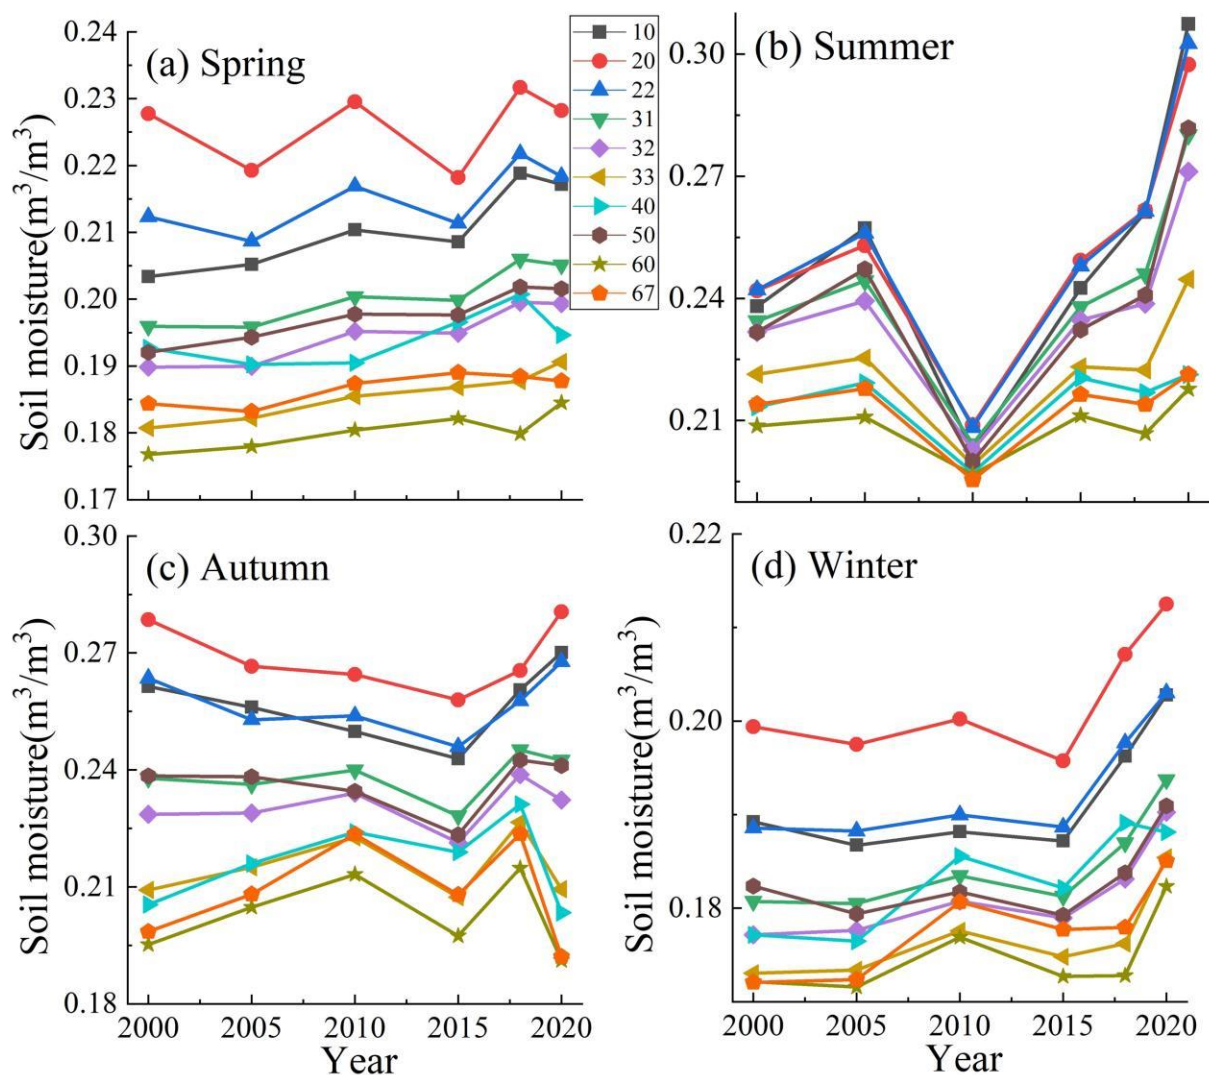 (a) Spring
Soil moisture(m³/m³)
0.24
0.23
0.22
0.21
0.20
0.19
0.18
0.17
10
20
22
31
32
33
40
50
60
67
(b) Summer
0.30
0.27
0.24
0.21
(c) Autumn
Soil moisture(m³/m³)
0.30
0.27
0.24
0.21
0.18
2000 2005 2010 2015 2020
Year
(d) Winter
Soil moisture(m³/m³)
0.22
0.20
0.18
2000 2005 2010 2015 2020
Year